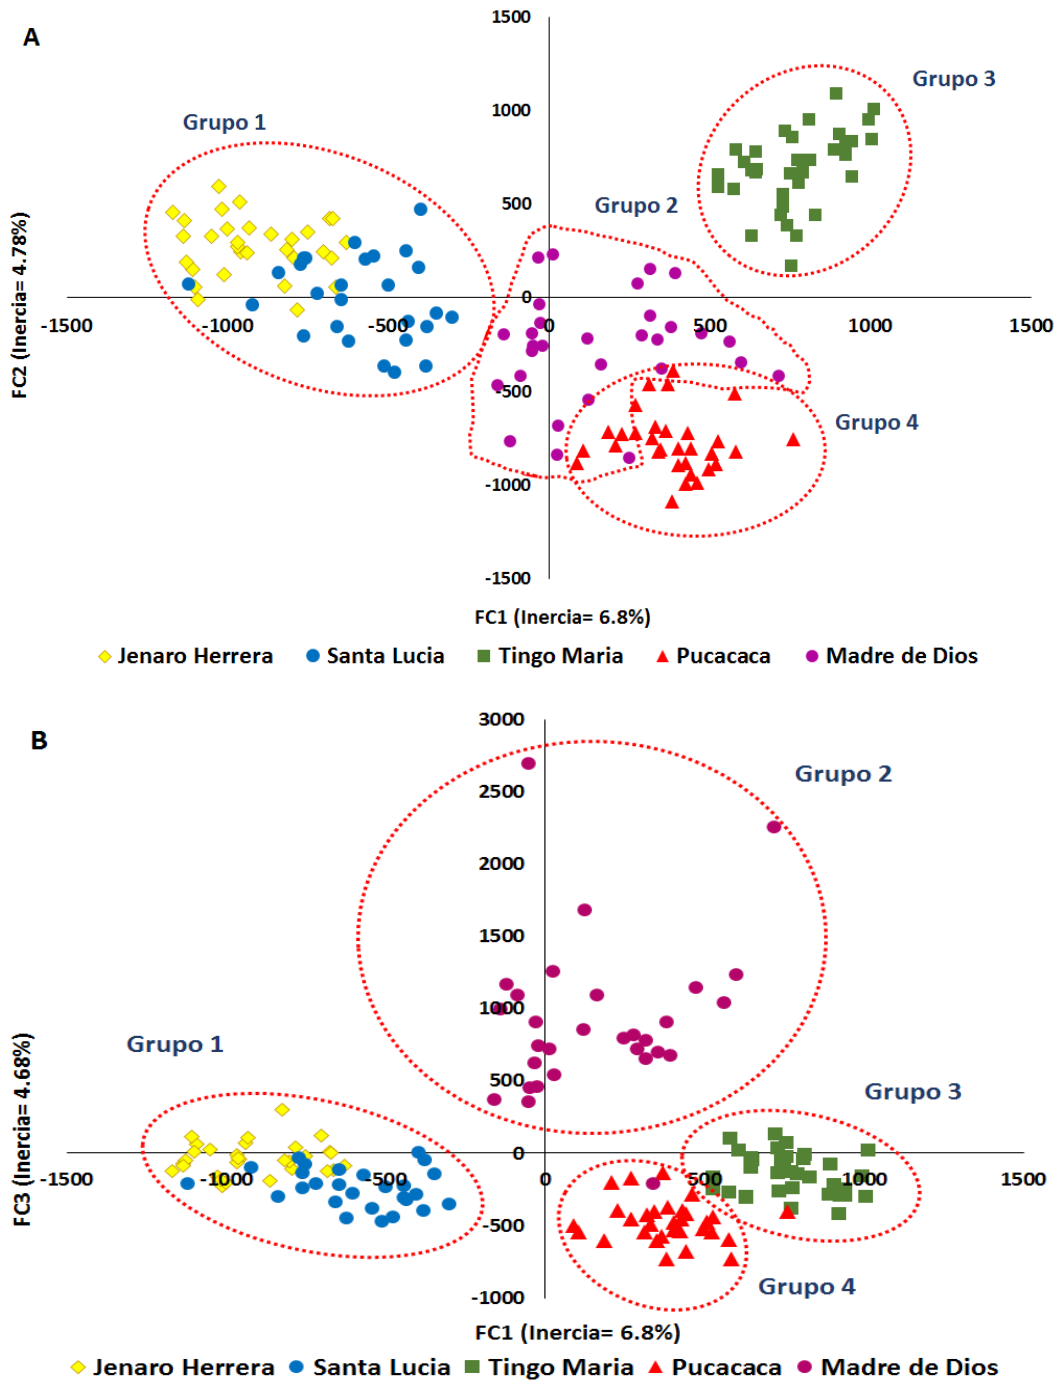 A
1500
Grupo 3
1000
Grupo 1
500
Grupo 2
FC2 (Inercia= 4.78%)
0
-1500
-1000
-500
0
500
1000
1500
-500
Grupo 4
-1000
-1500
FC1 (Inercia= 6.8%)
Jenaro Herrera
Santa Lucia
Tingo Maria
Pucacaca
Madre de Dios
B
3000
Grupo 2
2500
2000
1500
1000
Grupo 1
500
Grupo 3
FC3 (Inercia= 4.68%)
0
-1500
-1000
-500
0
500
1000
1500
-500
Grupo 4
-1000
FC1 (Inercia= 6.8%)
Jenaro Herrera
Santa Lucia
Tingo Maria
Pucacaca
Madre de Dios